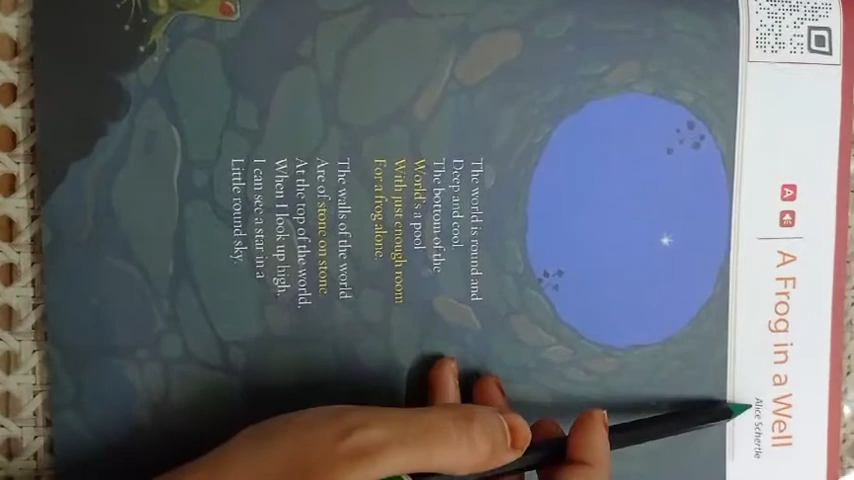 A
A Frog in a Well
Alice Schertle
The world is round and
Deep and cool.
The bottom of the
World's a pool
With just enough room
For a frog alone.
The walls of the world
Are of stone on stone.
At the top of the world,
When I look up high,
I can see a star in a
Little round sky.